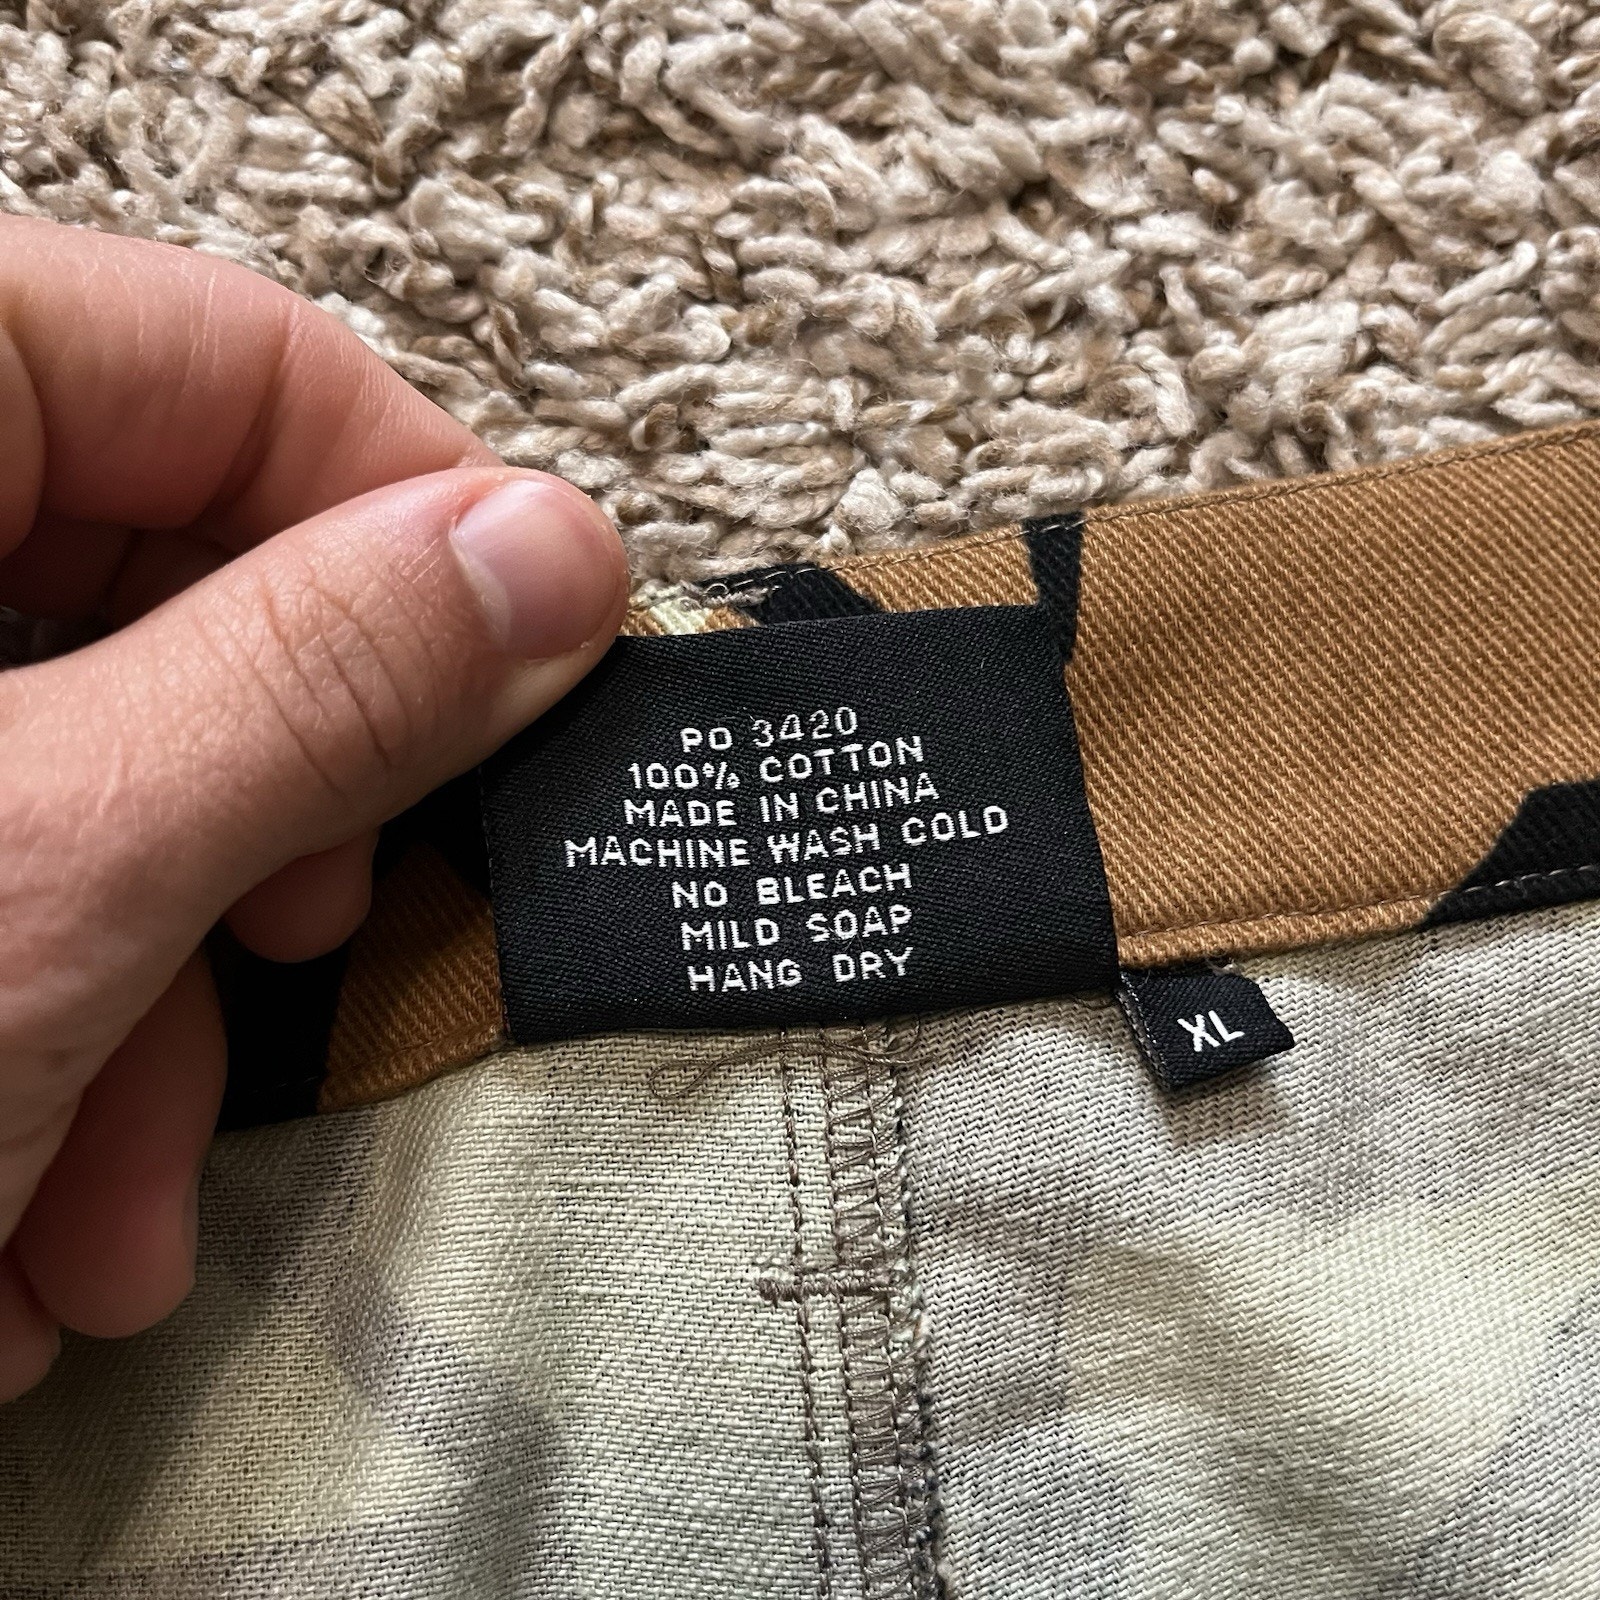 PO 3420
100% COTTON
MADE IN CHINA
MACHINE WASH COLD
NO BLEACH
MILD SOAP
HANG DRY
XL